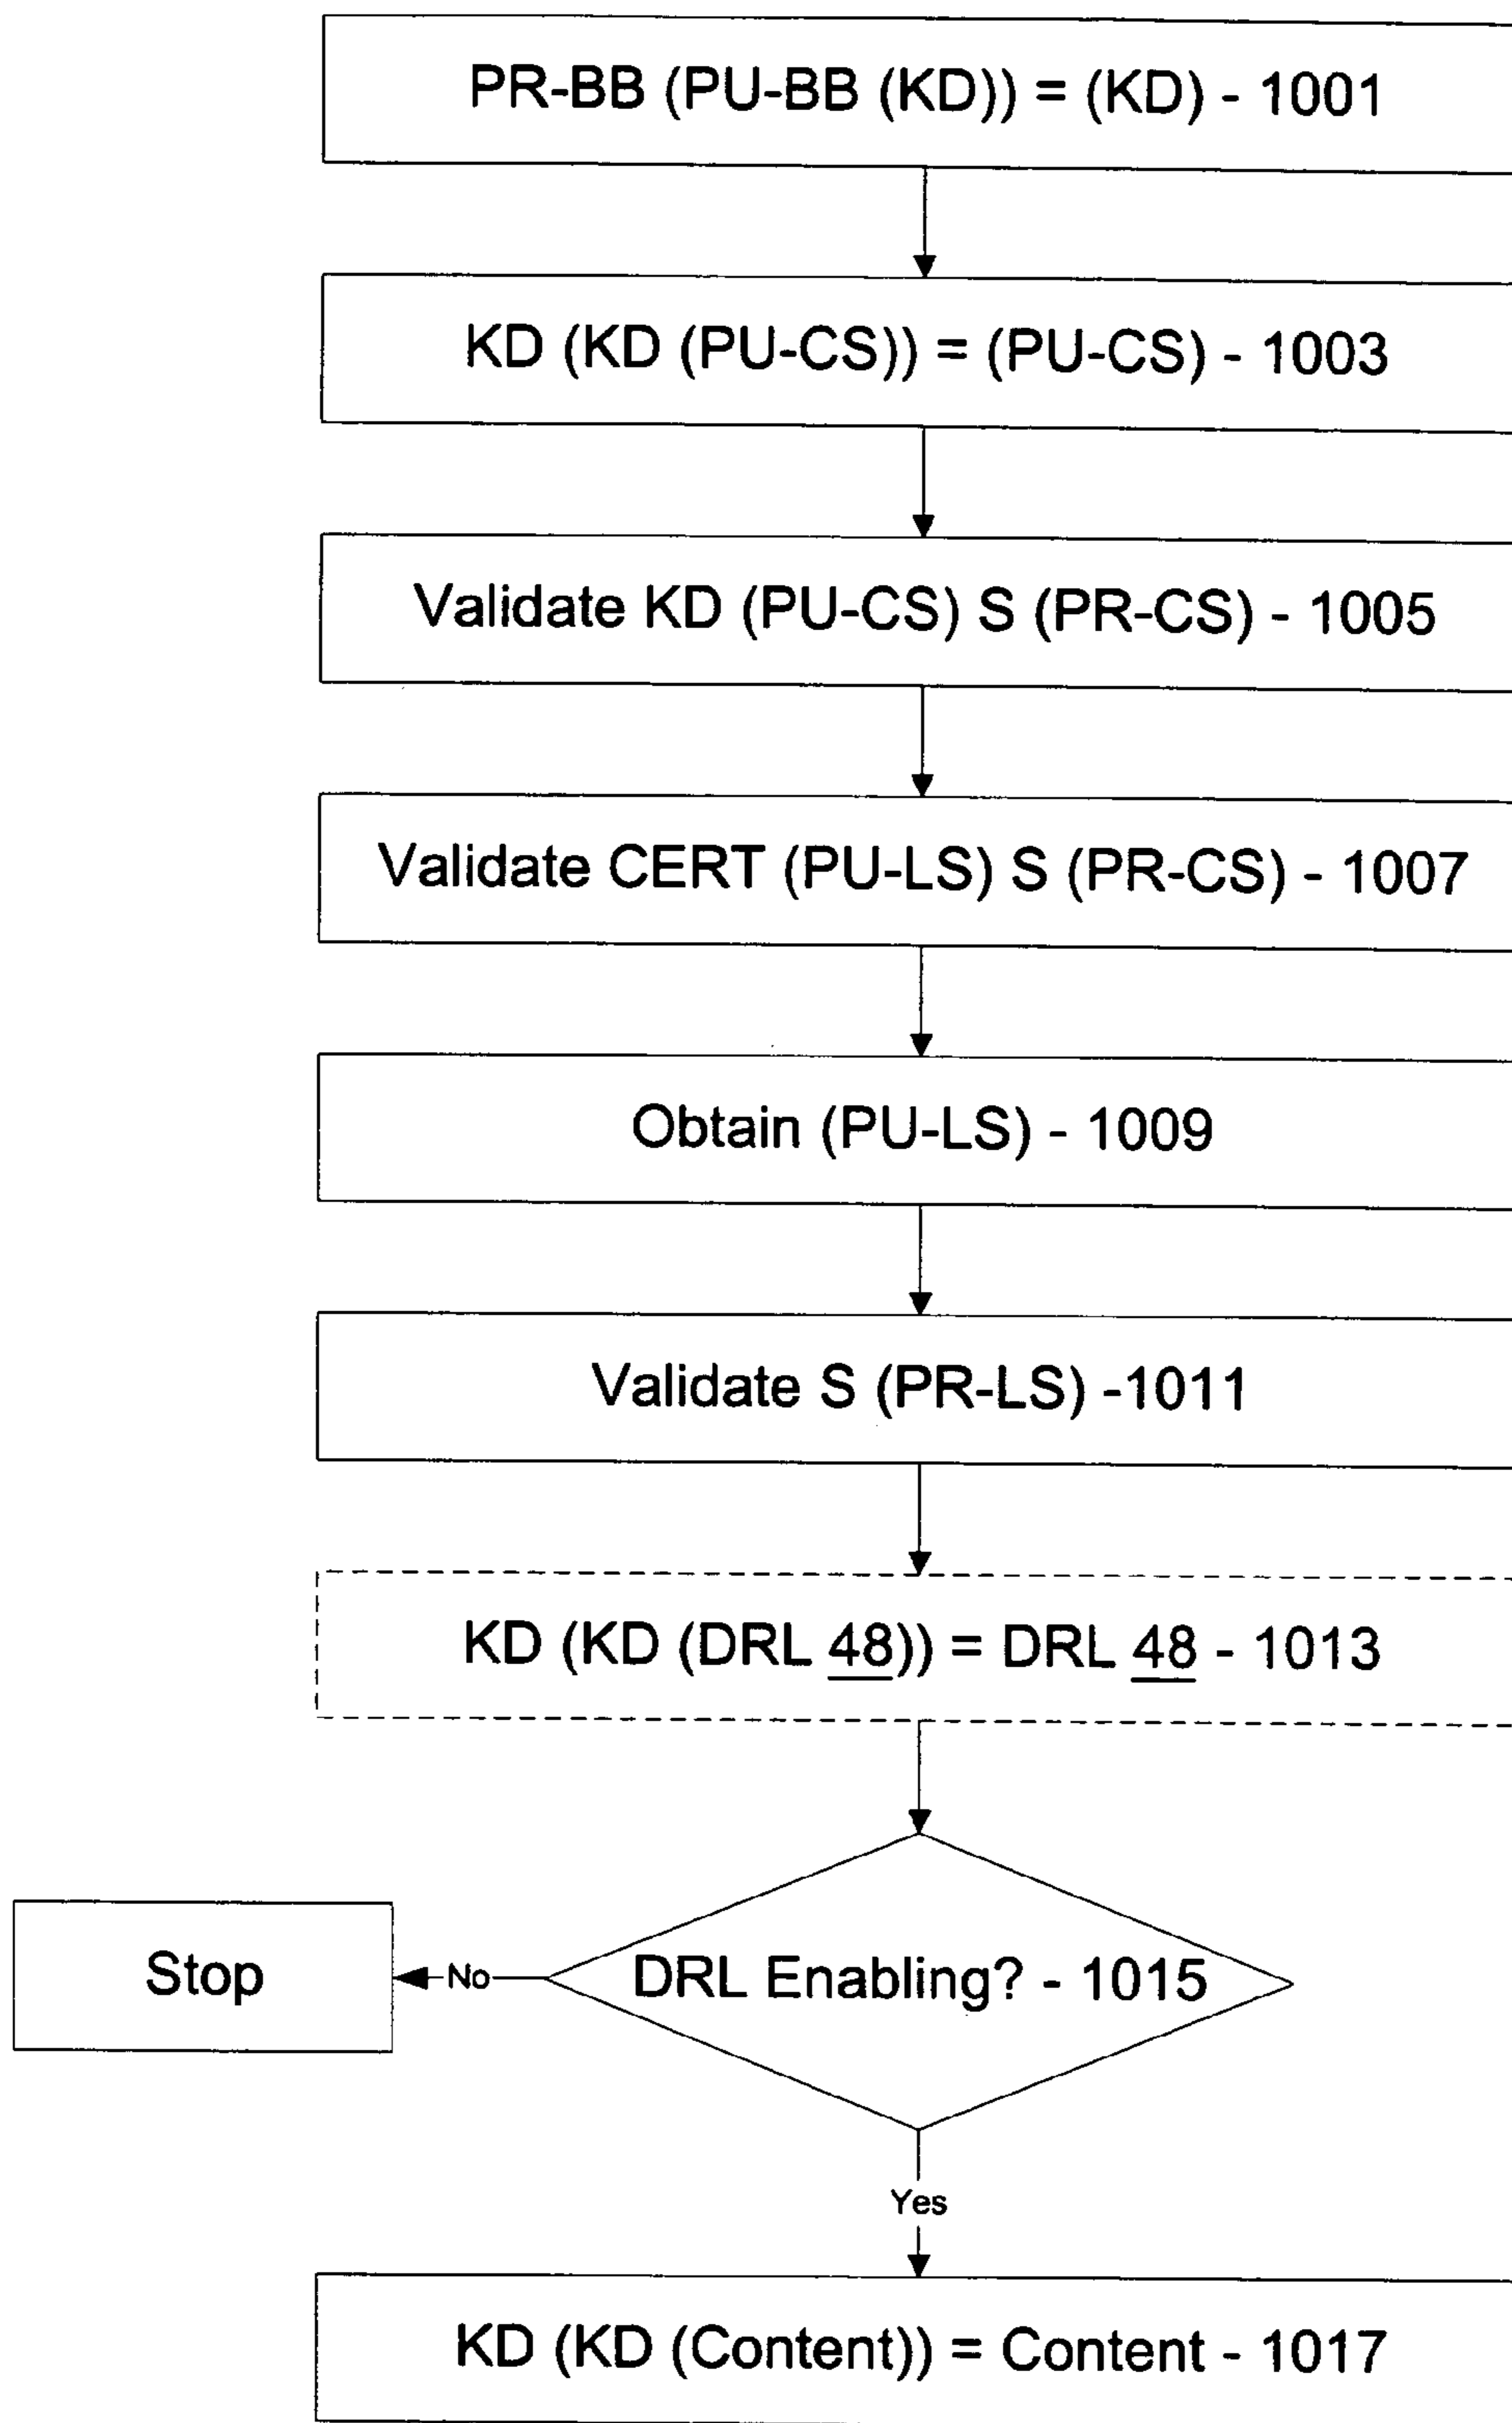 PR-BB (PU-BB (KD)) = (KD) - 1001
KD (KD (PU-CS)) = (PU-CS) - 1003
Validate KD (PU-CS) S (PR-CS) - 1005
Validate CERT (PU-LS) S (PR-CS) - 1007
Obtain (PU-LS) - 1009
Validate S (PR-LS) -1011
KD (KD (DRL 48)) = DRL 48 - 1013
DRL Enabling? - 1015
No
Stop
Yes
KD (KD (Content)) = Content - 1017